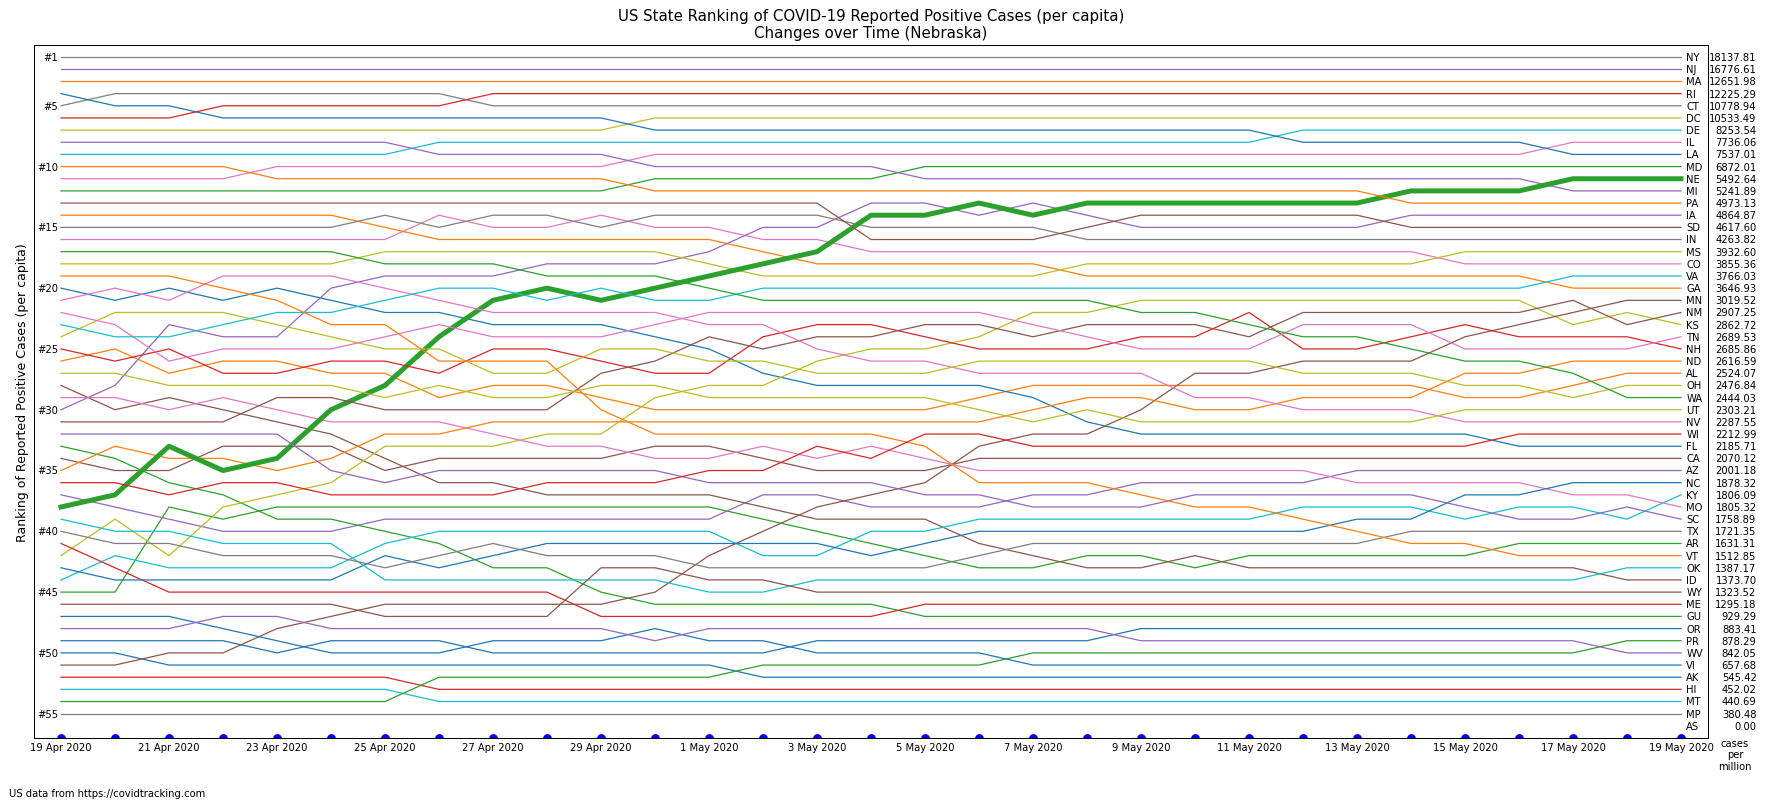 US State Ranking of COVID-19 Reported Positive Cases (per capita)
Changes over Time (Nebraska)
Ranking of Reported Positive Cases (per capita)
#1
#5
#10
#15
#20
#25
#30
#35
#40
#45
#50
#55
NY 18137.81
NJ 16776.61
MA 12651.98
RI 12225.29
CT 10778.94
DC 10533.49
DE 8253.54
IL 7736.06
LA 7537.01
MD 6872.01
NE 5492.64
MI 5241.89
PA 4973.13
IA 4864.87
SD 4617.60
IN 4263.82
MS 3932.60
CO 3855.36
VA 3766.03
GA 3646.93
MN 3019.52
NM 2907.25
KS 2862.72
TN 2689.53
NH 2685.86
ND 2616.59
AL 2524.07
OH 2476.84
WA 2444.03
UT 2303.21
NV 2287.55
WI 2212.99
FL 2185.71
CA 2070.12
AZ 2001.18
NC 1878.32
KY 1806.09
MO 1805.32
SC 1758.89
TX 1721.35
AR 1631.31
VT 1512.85
OK 1387.17
ID 1373.70
WY 1323.52
ME 1295.18
GU 929.29
OR 883.41
PR 878.29
WV 842.05
VI 657.68
AK 545.42
HI 452.02
MT 440.69
MP 380.48
AS 0.00
19 Apr 2020 21 Apr 2020 23 Apr 2020 25 Apr 2020 27 Apr 2020 29 Apr 2020 1 May 2020 3 May 2020 5 May 2020 7 May 2020 9 May 2020 11 May 2020 13 May 2020 15 May 2020 17 May 2020 19 May 2020
cases
per
million
US data from https://covidtracking.com